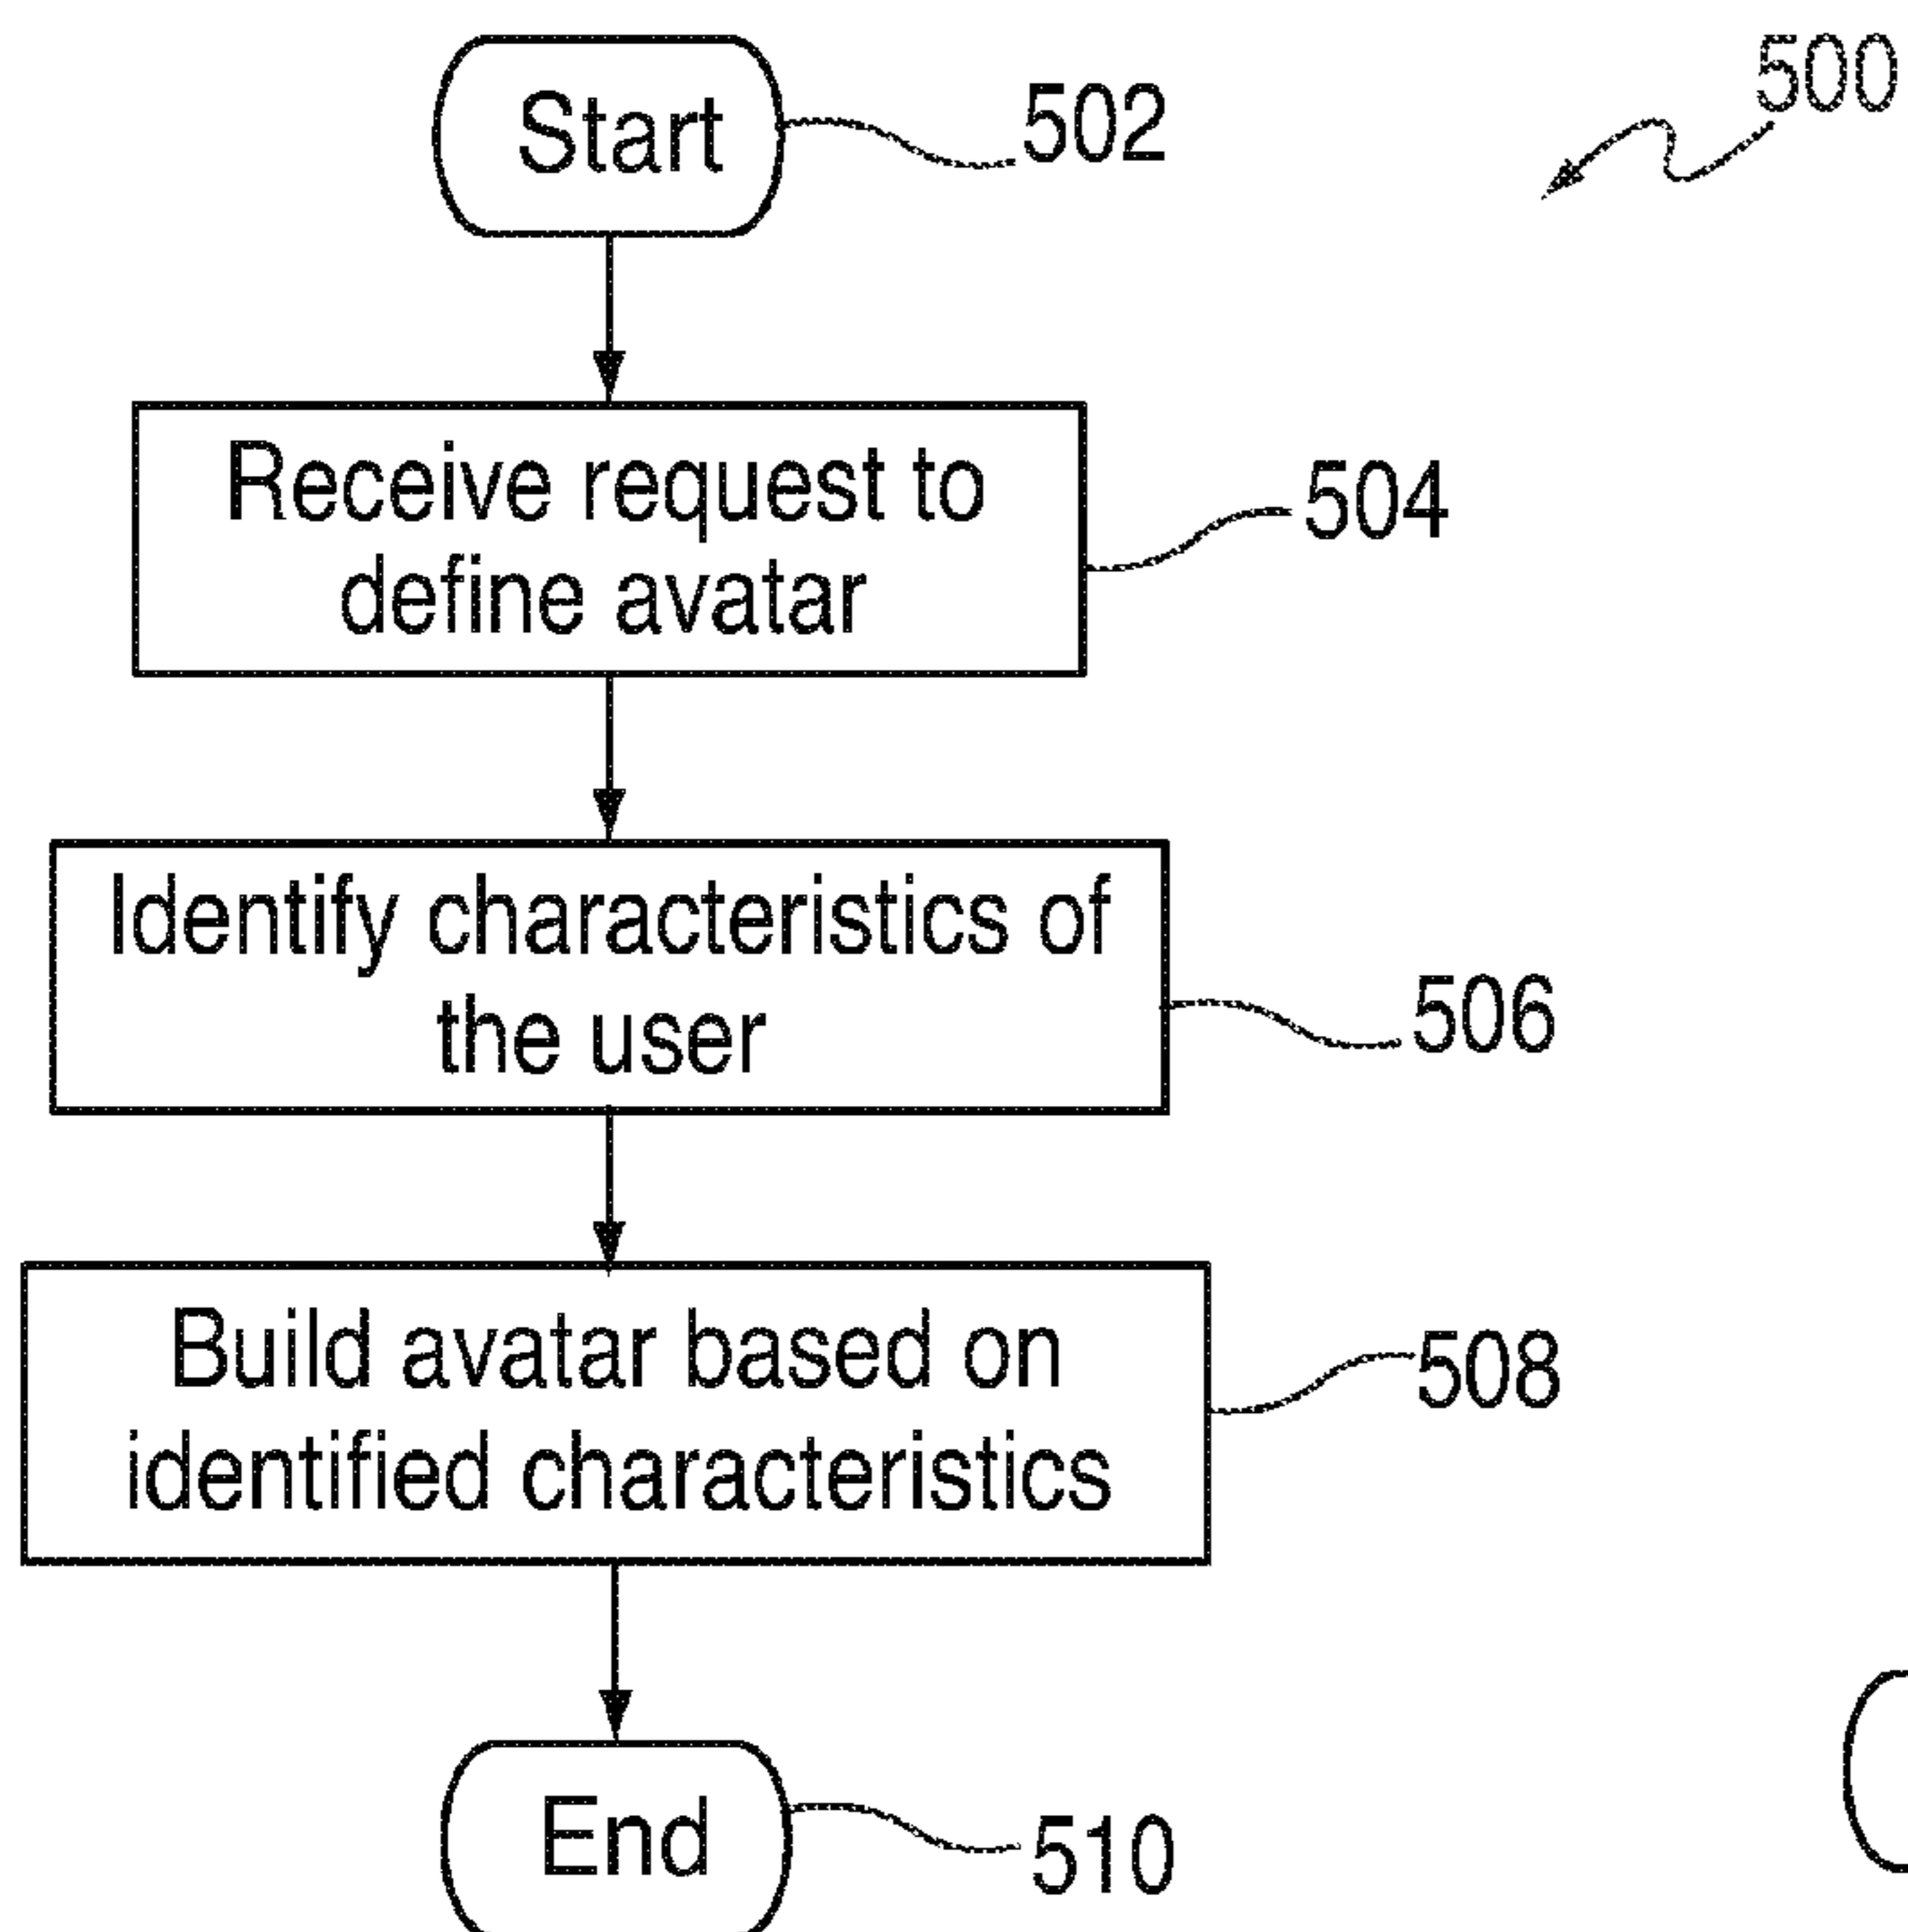 500
Start
502
Receive request to
define avatar
504
Identify characteristics of
the user
506
Build avatar based on
identified characteristics
508
End
510